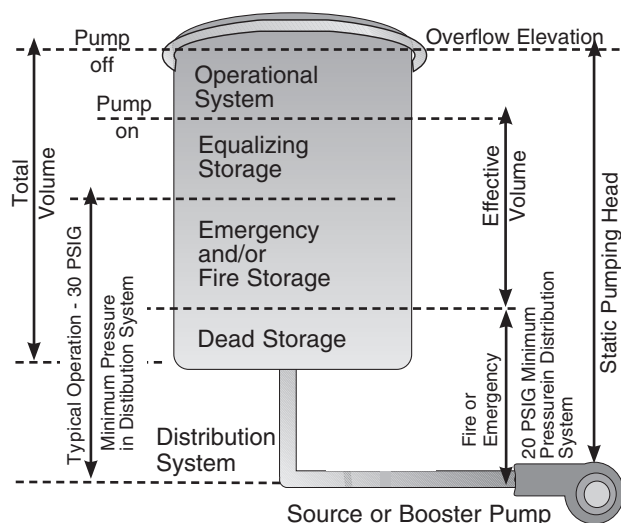 Pump
off
Overflow Elevation
Operational
System
Pump
on
Equalizing
Storage
Emergency
and/or
Fire Storage
Dead Storage
Total
Volume
Effective
Volume
Static Pumping Head
Typical Operation - 30 PSIG
Minimum Pressure
in Distibution System
Fire or
Emergency
20 PSIG Minimum
Pressurein Distribution
System
Distribution
System
Source or Booster Pump